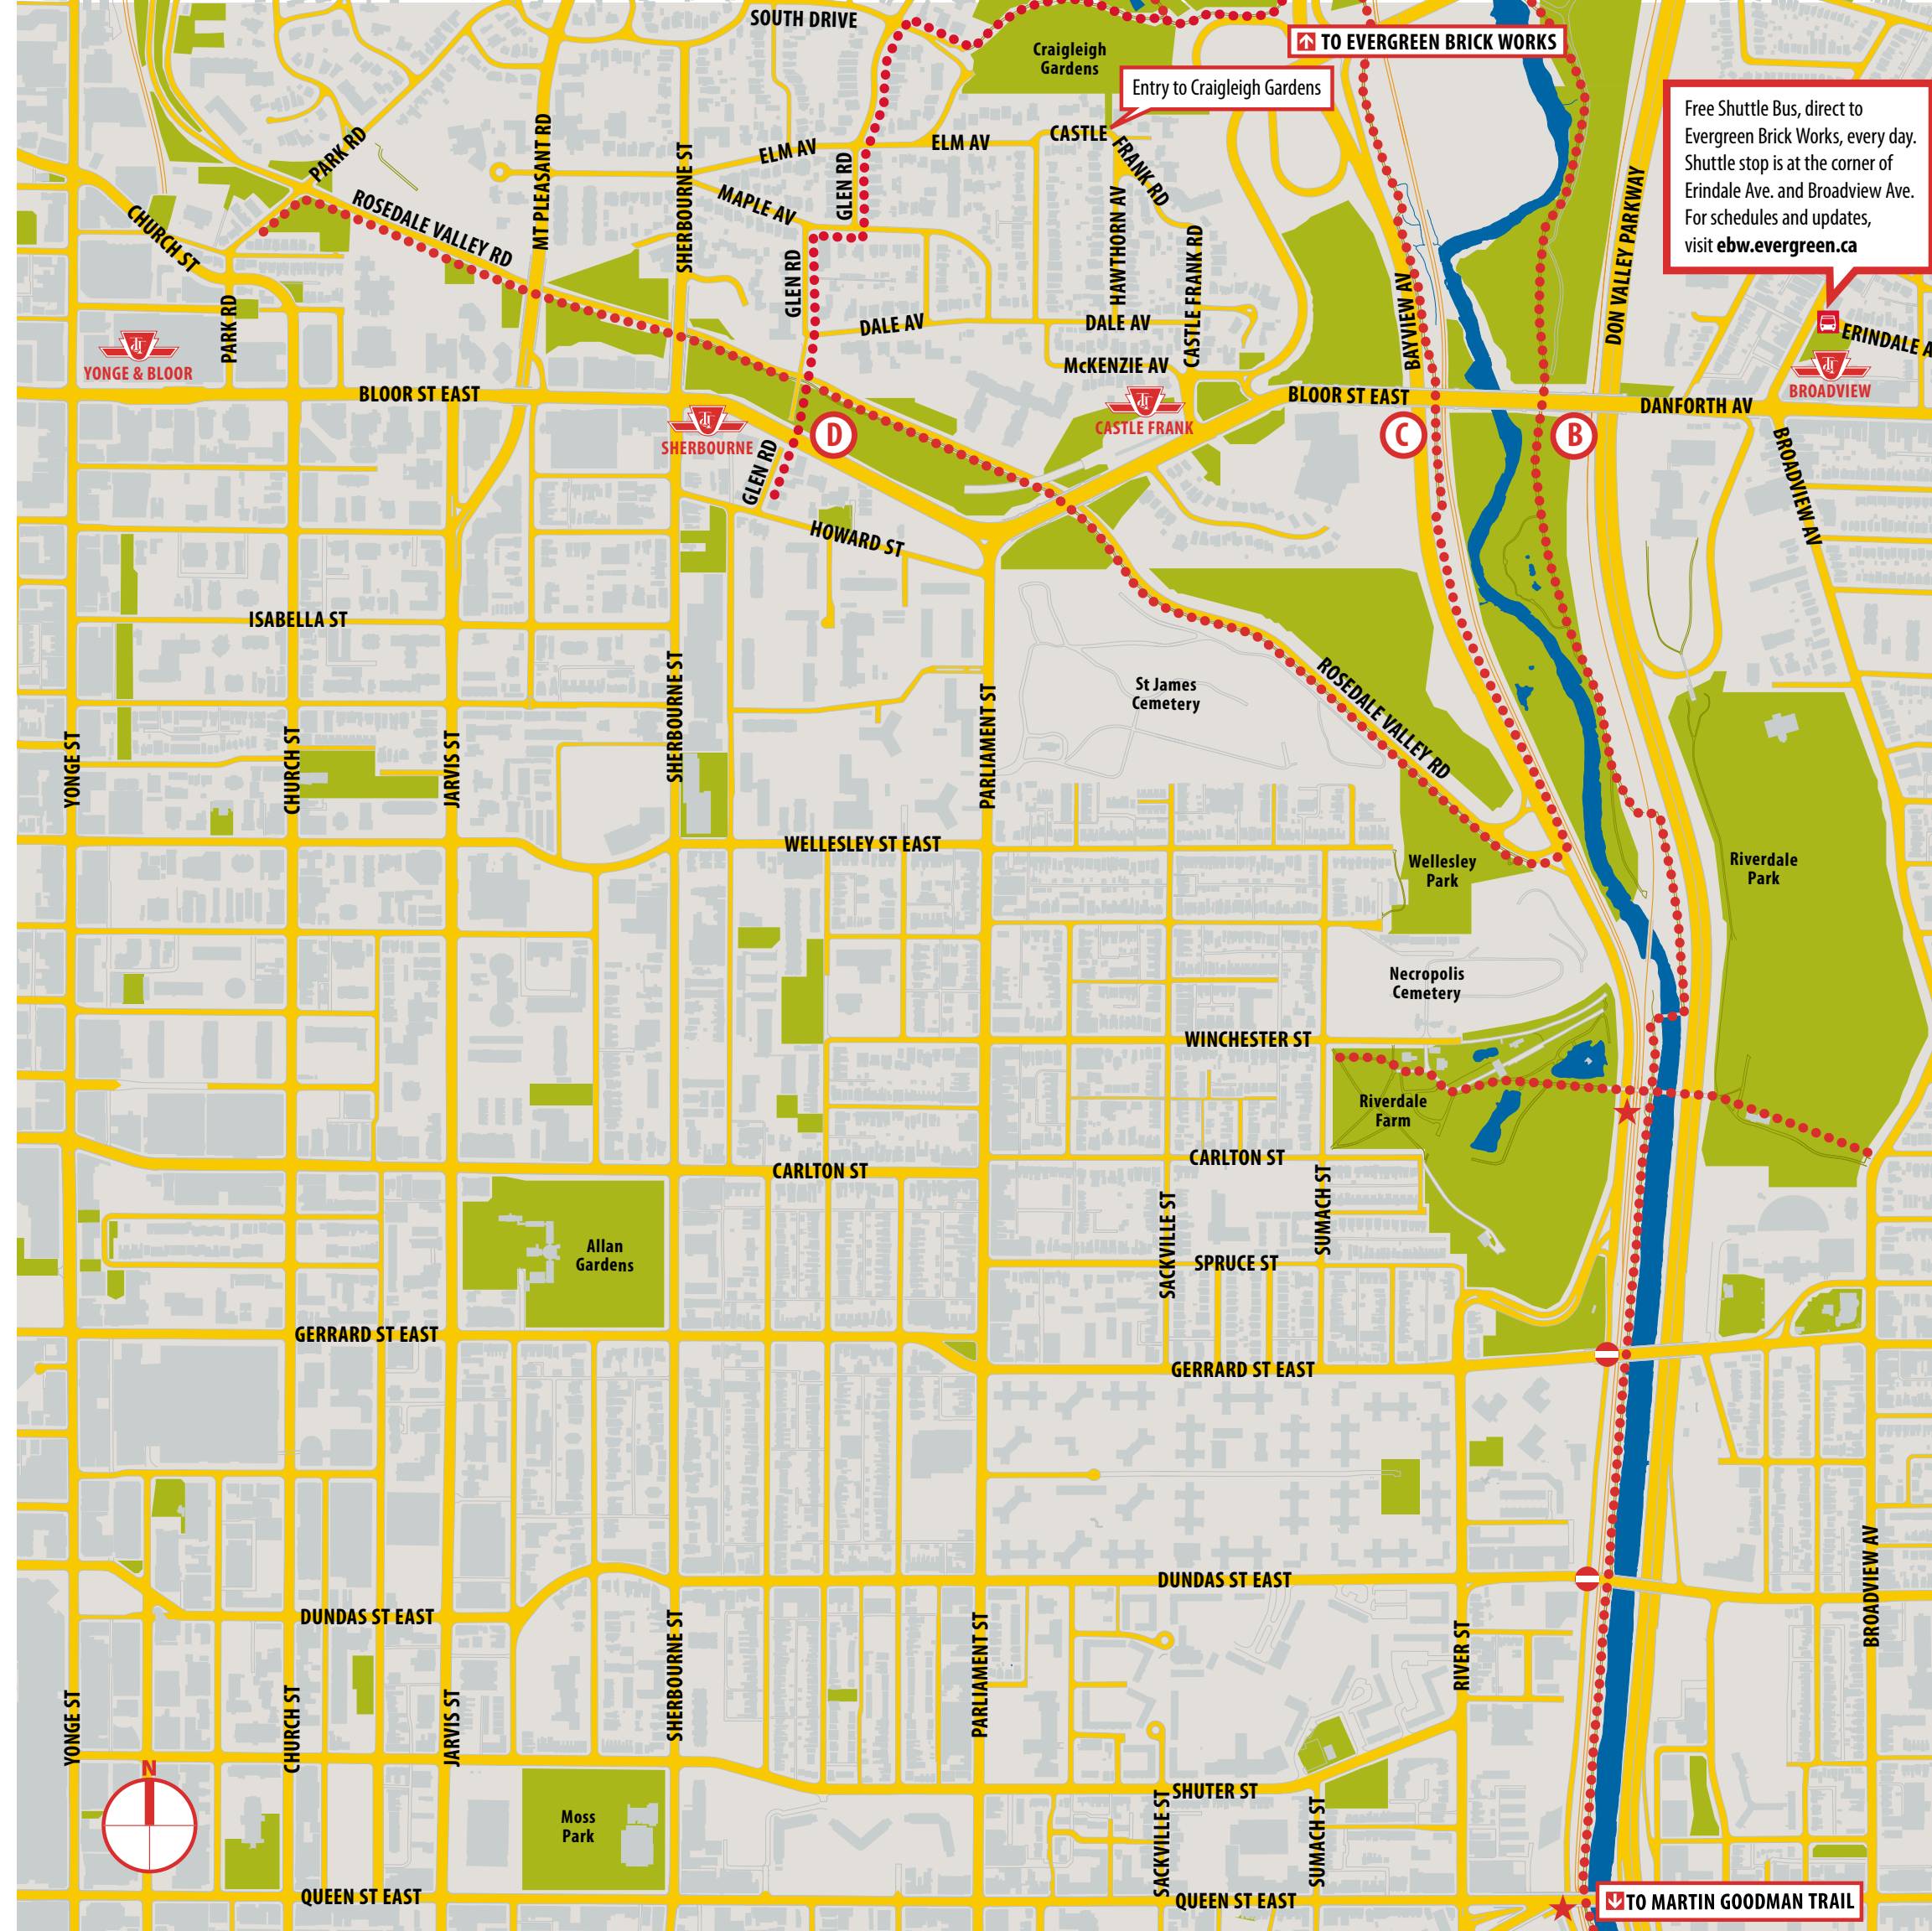 SOUTH DRIVE
Craigleigh
Gardens
TO EVERGREEN BRICK WORKS
Entry to Craigleigh Gardens
Free Shuttle Bus, direct to
Evergreen Brick Works, every day.
Shuttle stop is at the corner of
Erindale Ave. and Broadview Ave.
For schedules and updates,
visit ebw.evergreen.ca
PARK RD
MT PLEASANT RD
SHERBOURNE ST
ELM AV
GLEN RD
ELM AV
CASTLE
FRANK RD
MAPLE AV
HAWTHORN AV
CASTLE FRANK RD
CHURCH ST
ROSEDALE VALLEY RD
GLEN RD
DALE AV
DALE AV
BAYVIEW AV
DON VALLEY PARKWAY
PARK RD
YONGE & BLOOR
McKENZIE AV
ERINDALE A
BROADVIEW
BLOOR ST EAST
BLOOR ST EAST
DANFORTH AV
SHERBOURNE
CASTLE FRANK
D
C
B
GLEN RD
BROADVIEW AV
HOWARD ST
ISABELLA ST
St James
Cemetery
ROSEDALE VALLEY RD
YONGE ST
CHURCH ST
JARVIS ST
SHERBOURNE ST
PARLIAMENT ST
WELLESLEY ST EAST
Wellesley
Park
Riverdale
Park
Necropolis
Cemetery
WINCHESTER ST
Riverdale
Farm
CARLTON ST
CARLTON ST
SACKVILLE ST
SUMACH ST
Allan
Gardens
SPRUCE ST
GERRARD ST EAST
GERRARD ST EAST
DUNDAS ST EAST
DUNDAS ST EAST
BROADVIEW AV
YONGE ST
CHURCH ST
JARVIS ST
SHERBOURNE ST
PARLIAMENT ST
RIVER ST
N
SHUTER ST
Moss
Park
SACKVILLE ST
SUMACH ST
QUEEN ST EAST
QUEEN ST EAST
TO MARTIN GOODMAN TRAIL